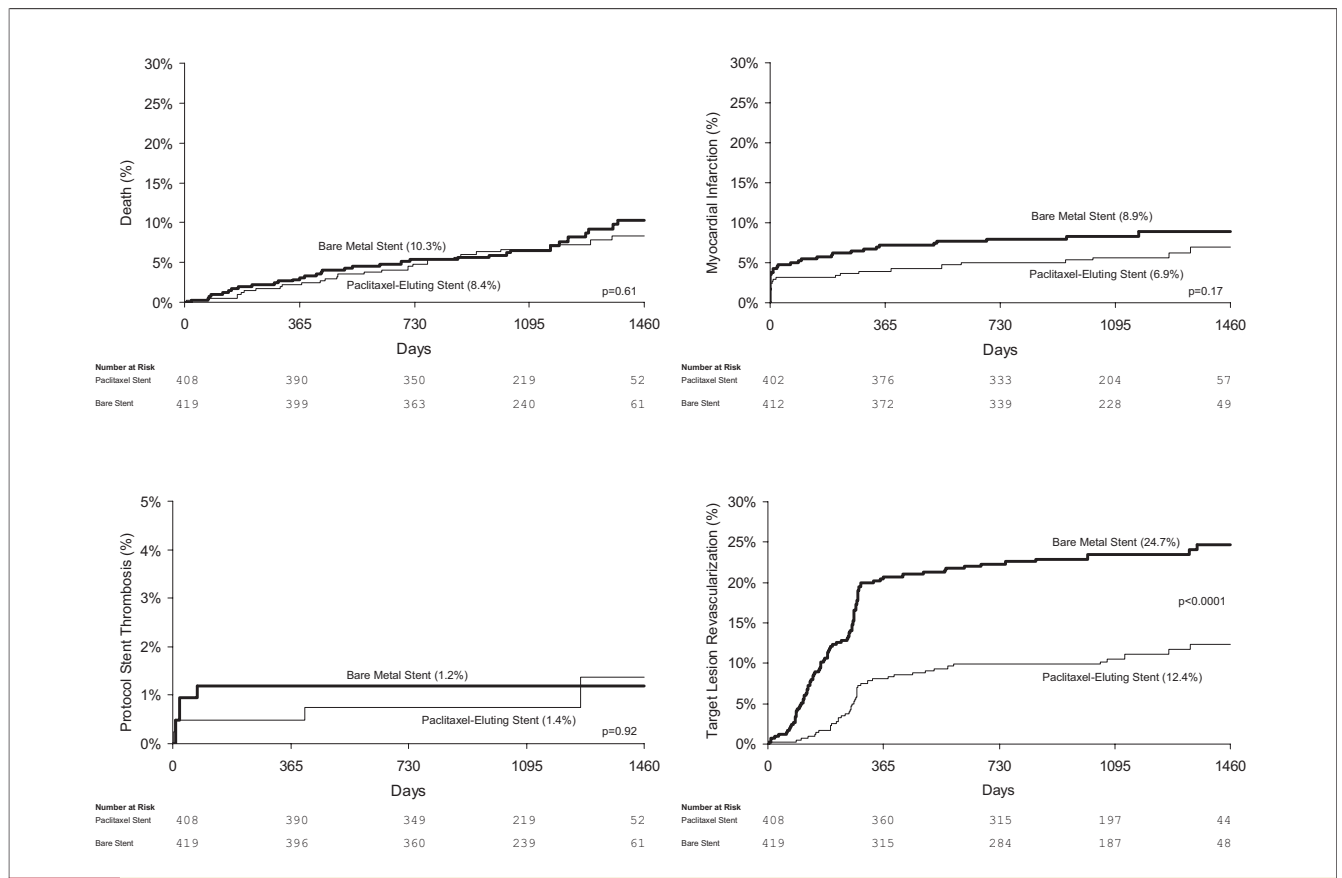 30%
25%
20%
15%
10%
5%
0%
Death (%)
Bare Metal Stent (10.3%)
Paclitaxel-Eluting Stent (8.4%)
p=0.61
0 365 730 1095 1460
Days
Number at Risk
Paclitaxel Stent 408 390 350 219 52
Bare Stent 419 399 363 240 61
30%
25%
20%
15%
10%
5%
0%
Myocardial Infarction (%)
Bare Metal Stent (8.9%)
Paclitaxel-Eluting Stent (6.9%)
p=0.17
0 365 730 1095 1460
Days
Number at Risk
Paclitaxel Stent 402 376 333 204 57
Bare Stent 412 372 339 228 49
5%
4%
3%
2%
1%
0%
Protocol Stent Thrombosis (%)
Bare Metal Stent (1.2%)
Paclitaxel-Eluting Stent (1.4%)
p=0.92
0 365 730 1095 1460
Days
Number at Risk
Paclitaxel Stent 408 390 349 219 52
Bare Stent 419 396 360 239 61
30%
25%
20%
15%
10%
5%
0%
Target Lesion Revascularization (%)
Bare Metal Stent (24.7%)
p<0.0001
Paclitaxel-Eluting Stent (12.4%)
0 365 730 1095 1460
Days
Number at Risk
Paclitaxel Stent 408 360 315 197 44
Bare Stent 419 315 284 187 48